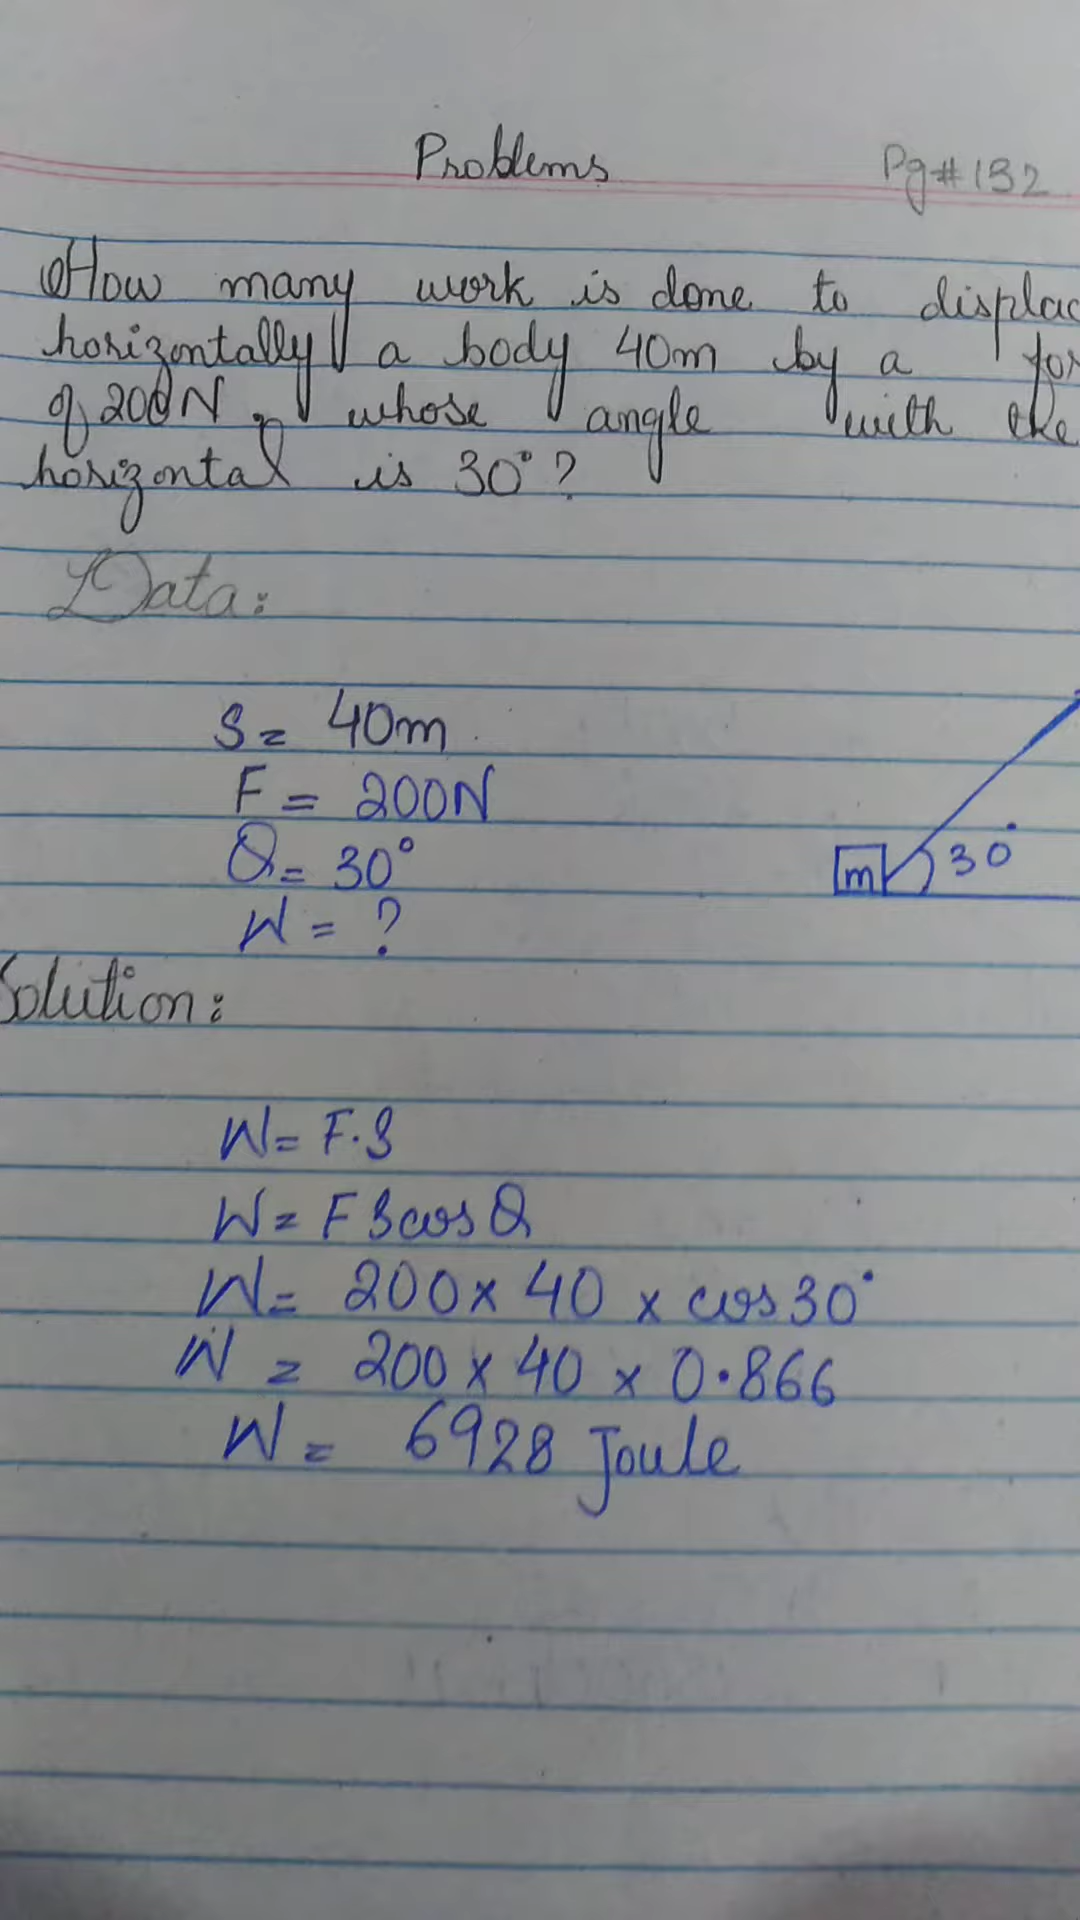 Problems
Pg#132
How many work is done to displac
horizontally a body 40m by a for
of 200N, whose angle with the
horizontal is 30°?
Data:
S = 40m
F = 200N
θ = 30°
W = ?
m 30°
Solution:
W = F.S
W = F S cos θ
W = 200 x 40 x cos 30°
W = 200 x 40 x 0.866
W = 6928 Joule